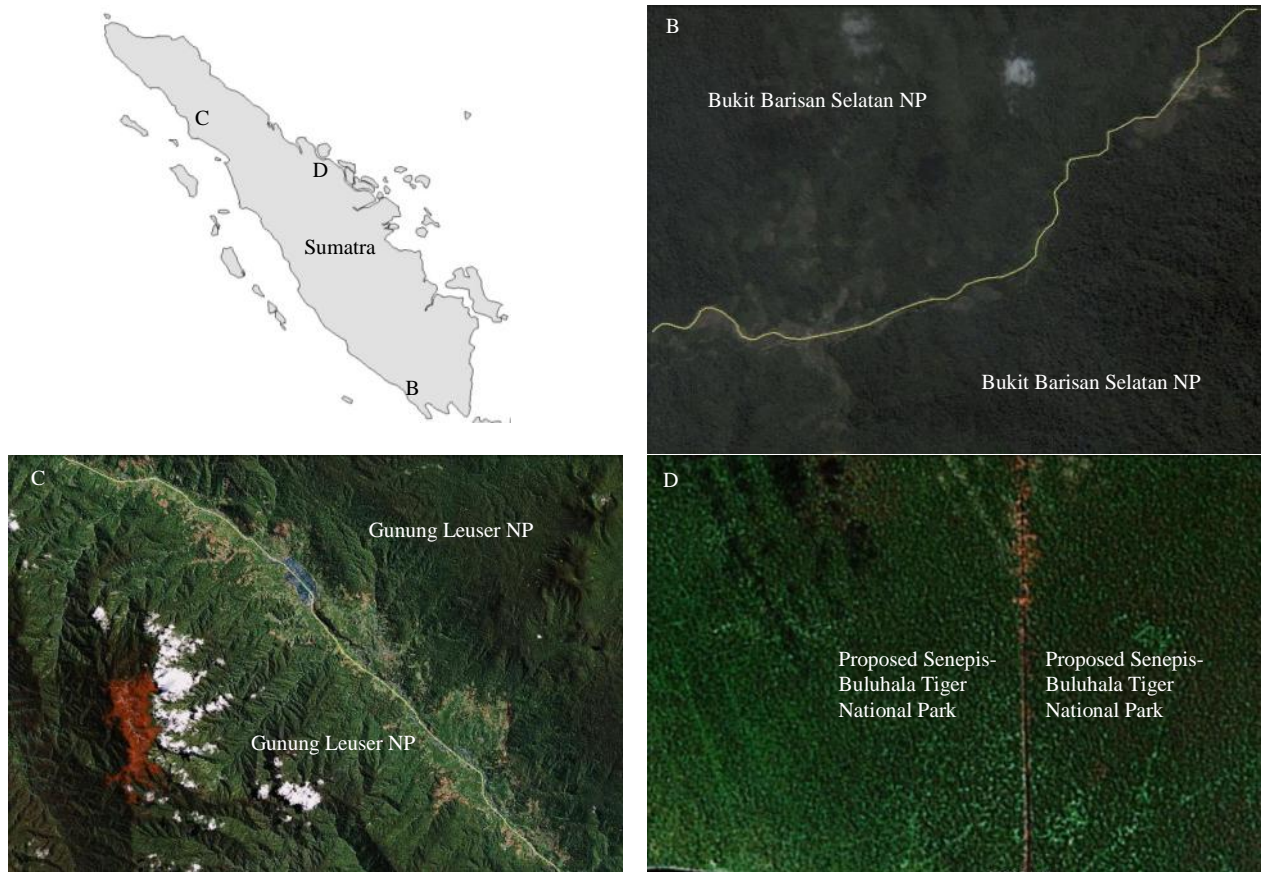 C
D
Sumatra
B
B
Bukit Barisan Selatan NP
Bukit Barisan Selatan NP
C
Gunung Leuser NP
Gunung Leuser NP
D
Proposed Senepis-
Buluhala Tiger
National Park
Proposed Senepis-
Buluhala Tiger
National Park